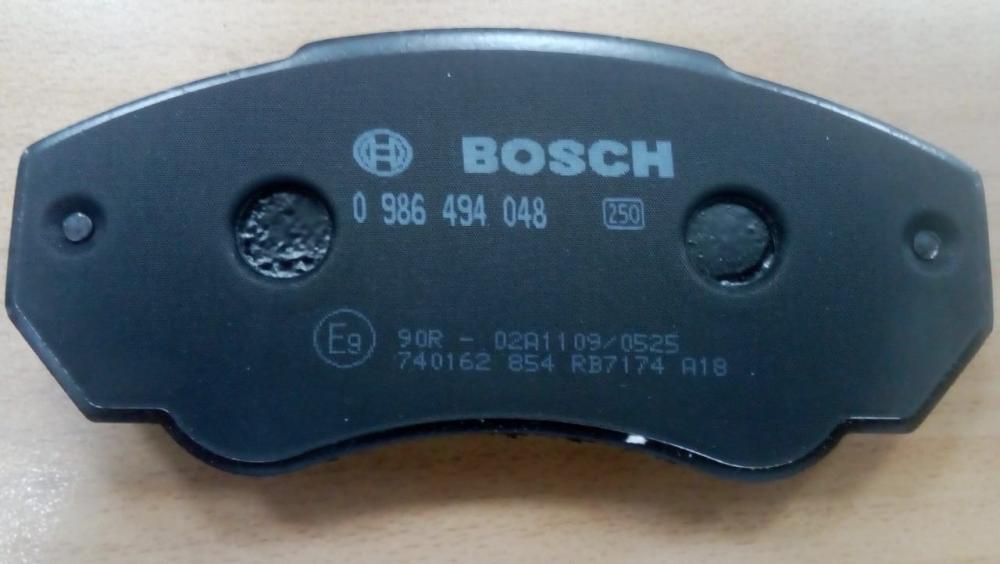 BOSCH
0 986 494 048 250
E9 90R - 02A1109/0525
740162 854 RB7174 A18